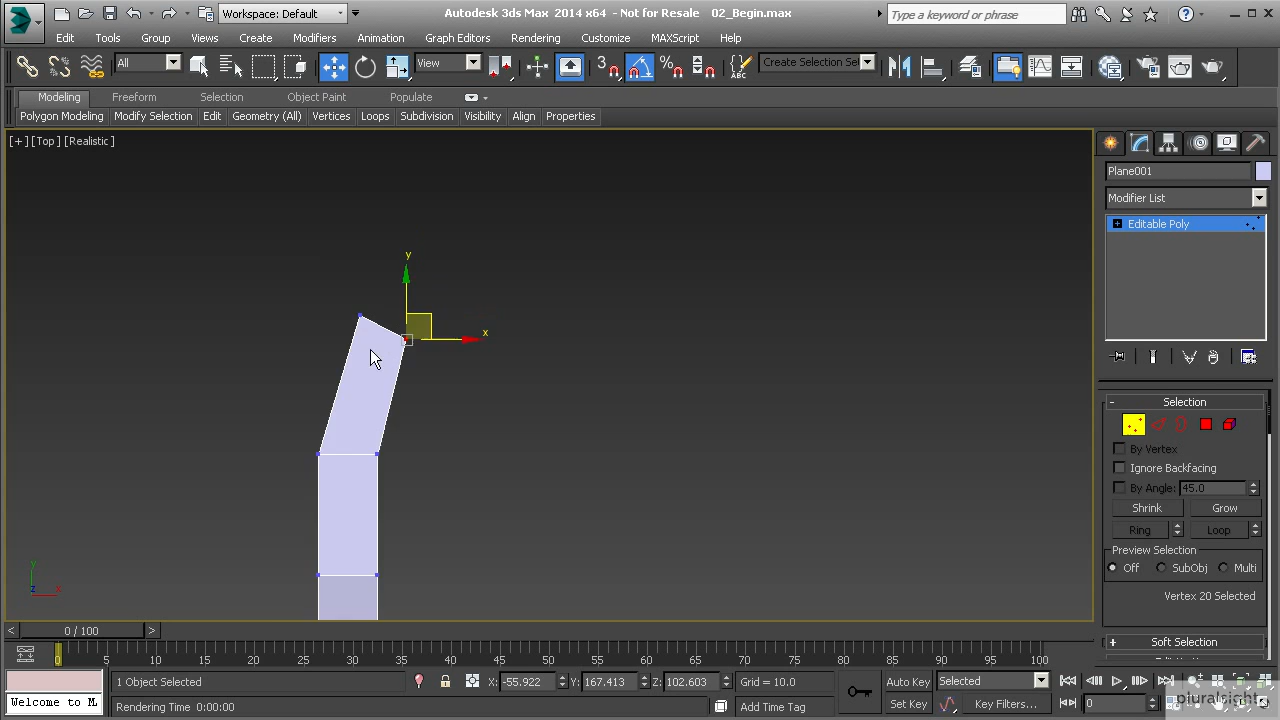 Workspace: Default
Autodesk 3ds Max 2014 x64 - Not for Resale 02_Begin.max
Type a keyword or phrase
Edit Tools Group Views Create Modifiers Animation Graph Editors Rendering Customize MAXScript Help
All View 3 Create Selection Se
Modeling Freeform Selection Object Paint Populate
Polygon Modeling Modify Selection Edit Geometry (All) Vertices Loops Subdivision Visibility Align Properties
[+][Top][Realistic]
Plane001
Modifier List
Editable Poly
y
x
- Selection
By Vertex
Ignore Backfacing
By Angle: 45.0
Shrink Grow
Ring Loop
Preview Selection
Off SubObj Multi
Vertex 20 Selected
+ Soft Selection
y
z x
< 0 / 100 >
0 5 10 15 20 25 30 35 40 45 50 55 60 65 70 75 80 85 90 95 100
1 Object Selected X: -55.922 Y: 167.413 Z: 102.603 Grid = 10.0 Auto Key Selected
Welcome to M Rendering Time 0:00:00 Add Time Tag Set Key Key Filters... 0
pluralsight